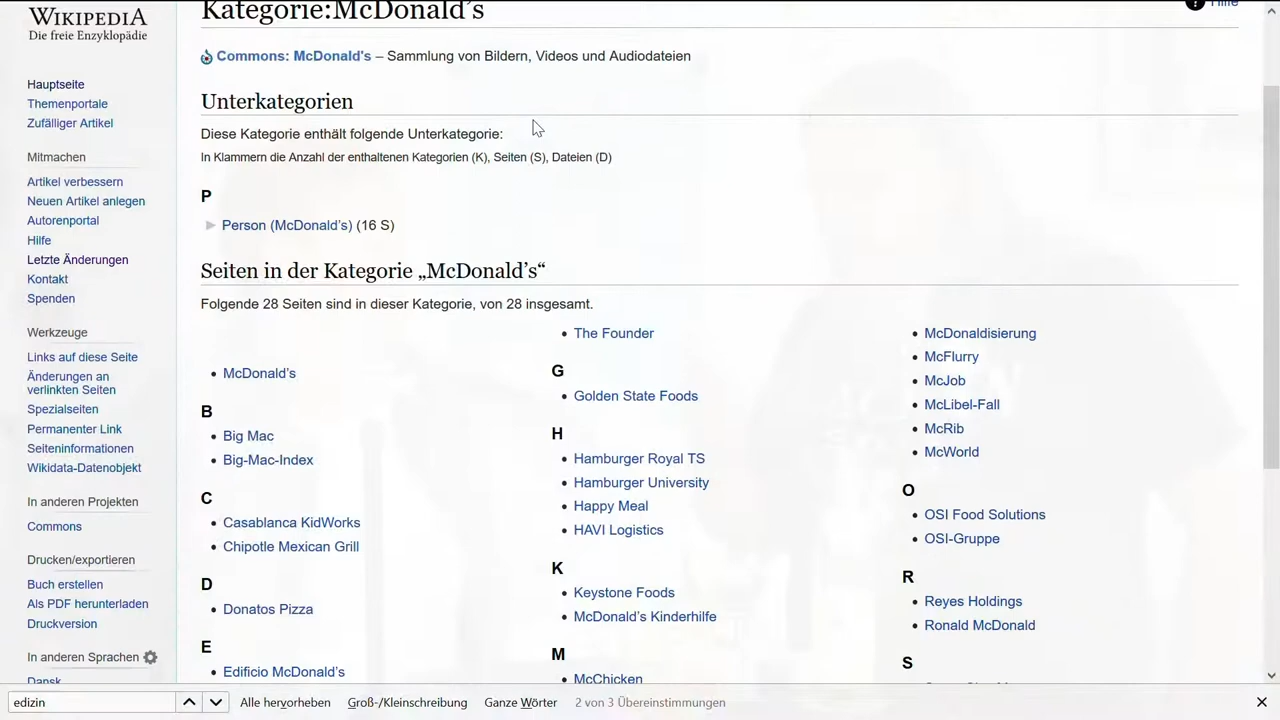 Kategorie:McDonald's
Hilfe
WIKIPEDIA
Die freie Enzyklopädie
Hauptseite
Themenportale
Zufälliger Artikel
Mitmachen
Artikel verbessern
Neuen Artikel anlegen
Autorenportal
Hilfe
Letzte Änderungen
Kontakt
Spenden
Werkzeuge
Links auf diese Seite
Änderungen an
verlinkten Seiten
Spezialseiten
Permanenter Link
Seiteninformationen
Wikidata-Datenobjekt
In anderen Projekten
Commons
Drucken/exportieren
Buch erstellen
Als PDF herunterladen
Druckversion
In anderen Sprachen
Dansk
Commons: McDonald's – Sammlung von Bildern, Videos und Audiodateien
Unterkategorien
Diese Kategorie enthält folgende Unterkategorie:
In Klammern die Anzahl der enthaltenen Kategorien (K), Seiten (S), Dateien (D)
P
Person (McDonald’s) (16 S)
Seiten in der Kategorie „McDonald’s“
Folgende 28 Seiten sind in dieser Kategorie, von 28 insgesamt.
McDonald’s
B
Big Mac
Big-Mac-Index
C
Casablanca KidWorks
Chipotle Mexican Grill
D
Donatos Pizza
E
Edificio McDonald’s
The Founder
G
Golden State Foods
H
Hamburger Royal TS
Hamburger University
Happy Meal
HAVI Logistics
K
Keystone Foods
McDonald’s Kinderhilfe
M
McChicken
McDonaldisierung
McFlurry
McJob
McLibel-Fall
McRib
McWorld
O
OSI Food Solutions
OSI-Gruppe
R
Reyes Holdings
Ronald McDonald
S
edizin
Alle hervorheben
Groß-/Kleinschreibung
Ganze Wörter
2 von 3 Übereinstimmungen